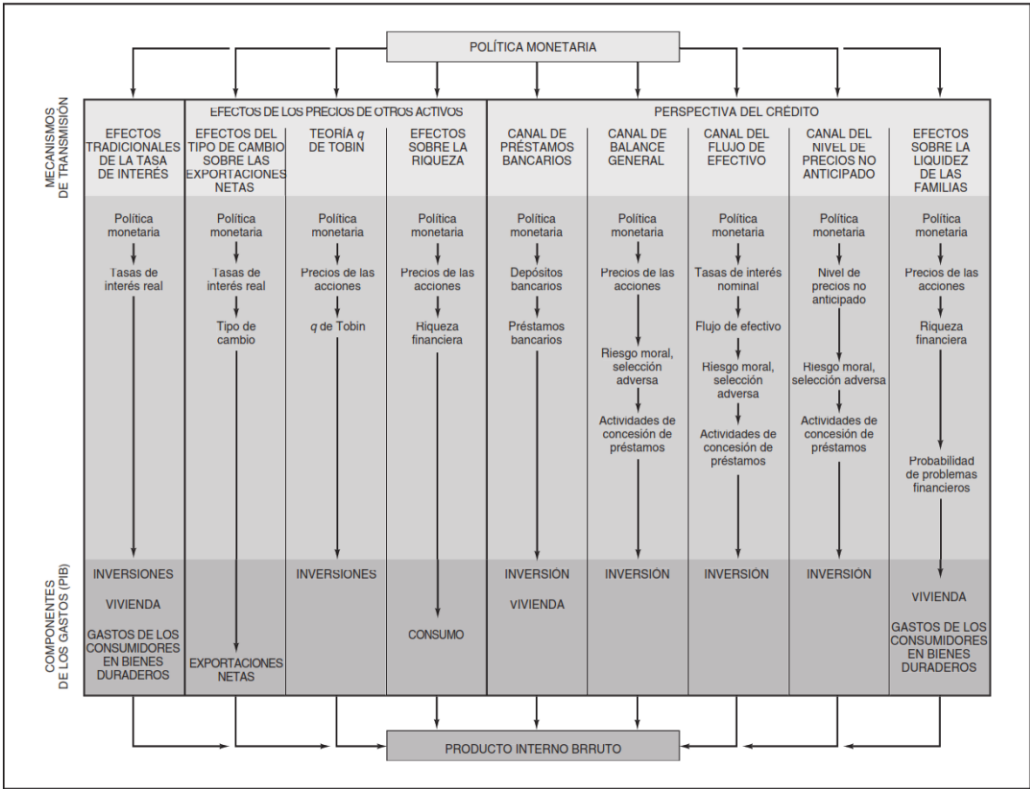 POLÍTICA MONETARIA
MECANISMOS
DE TRANSMISIÓN
EFECTOS DE LOS PRECIOS DE OTROS ACTIVOS
PERSPECTIVA DEL CRÉDITO
EFECTOS
TRADICIONALES
DE LA TASA
DE INTERÉS
EFECTOS DEL
TIPO DE CAMBIO
SOBRE LAS
EXPORTACIONES
NETAS
TEORÍA q
DE TOBIN
EFECTOS
SOBRE LA
RIQUEZA
CANAL DE
PRÉSTAMOS
BANCARIOS
CANAL DE
BALANCE
GENERAL
CANAL DEL
FLUJO DE
EFECTIVO
CANAL DEL
NIVEL DE
PRECIOS NO
ANTICIPADO
EFECTOS
SOBRE LA
LIQUIDEZ
DE LAS
FAMILIAS
Política
monetaria
Tasas de
interés real
Política
monetaria
Tasas de
interés real
Tipo de
cambio
Política
monetaria
Precios de las
acciones
q de Tobin
Política
monetaria
Precios de las
acciones
Riqueza
financiera
Política
monetaria
Depósitos
bancarios
Préstamos
bancarios
Política
monetaria
Precios de las
acciones
Riesgo moral,
selección
adversa
Actividades de
concesión de
préstamos
Política
monetaria
Tasas de interés
nominal
Flujo de efectivo
Riesgo moral,
selección
adversa
Actividades de
concesión de
préstamos
Política
monetaria
Nivel de
precios no
anticipado
Riesgo moral,
selección adversa
Actividades de
concesión de
préstamos
Política
monetaria
Precios de las
acciones
Riqueza
financiera
Probabilidad
de problemas
financieros
COMPONENTES
DE LOS GASTOS (PIB)
INVERSIONES
VIVIENDA
GASTOS DE LOS
CONSUMIDORES
EN BIENES
DURADEROS
EXPORTACIONES
NETAS
INVERSIONES
CONSUMO
INVERSIÓN
VIVIENDA
INVERSIÓN
INVERSIÓN
INVERSIÓN
VIVIENDA
GASTOS DE LOS
CONSUMIDORES
EN BIENES
DURADEROS
PRODUCTO INTERNO BRRUTO